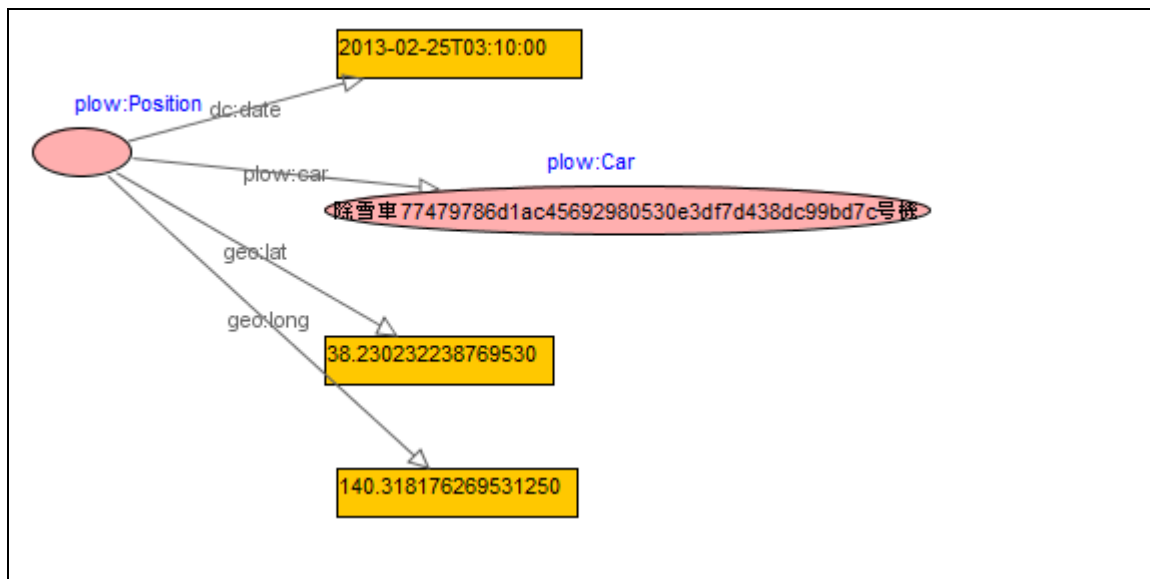 2013-02-25T03:10:00
plow:Position
dc:date
plow:Car
plow:car
除雪車77479786d1ac45692980530e3df7d438dc99bd7c号機
geo:lat
geo:long
38.230232238769530
140.318176269531250